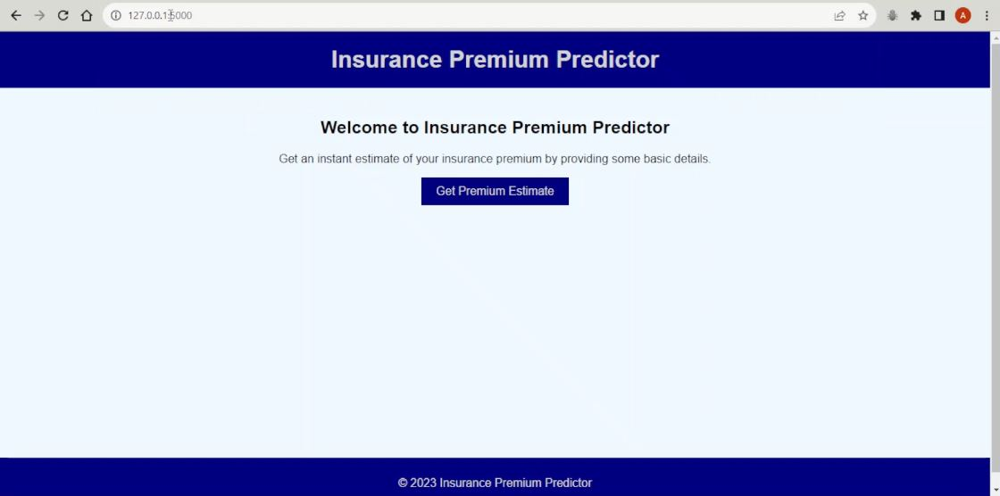 127.0.0.1:5000
A
Insurance Premium Predictor
Welcome to Insurance Premium Predictor
Get an instant estimate of your insurance premium by providing some basic details.
Get Premium Estimate
© 2023 Insurance Premium Predictor